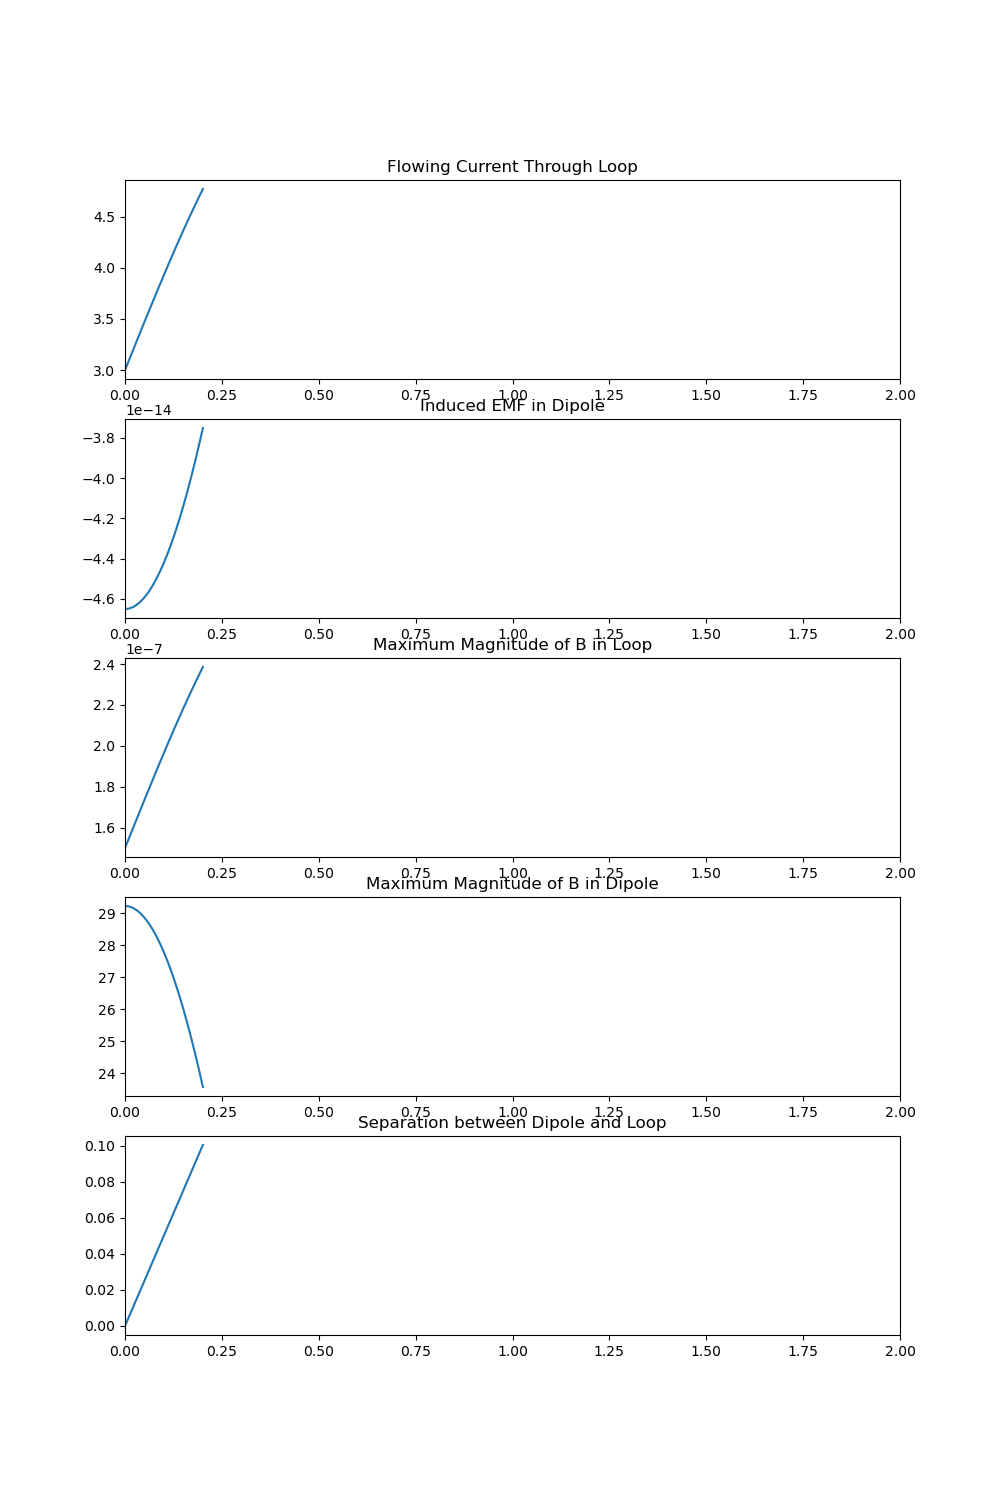 Flowing Current Through Loop
4.5
4.0
3.5
3.0
0.00 0.25 0.50 0.75 1.00 1.25 1.50 1.75 2.00
Induced EMF in Dipole
1e−14
−3.8
−4.0
−4.2
−4.4
−4.6
0.00 0.25 0.50 0.75 1.00 1.25 1.50 1.75 2.00
Maximum Magnitude of B in Loop
1e−7
2.4
2.2
2.0
1.8
1.6
0.00 0.25 0.50 0.75 1.00 1.25 1.50 1.75 2.00
Maximum Magnitude of B in Dipole
29
28
27
26
25
24
0.00 0.25 0.50 0.75 1.00 1.25 1.50 1.75 2.00
Separation between Dipole and Loop
0.10
0.08
0.06
0.04
0.02
0.00
0.00 0.25 0.50 0.75 1.00 1.25 1.50 1.75 2.00